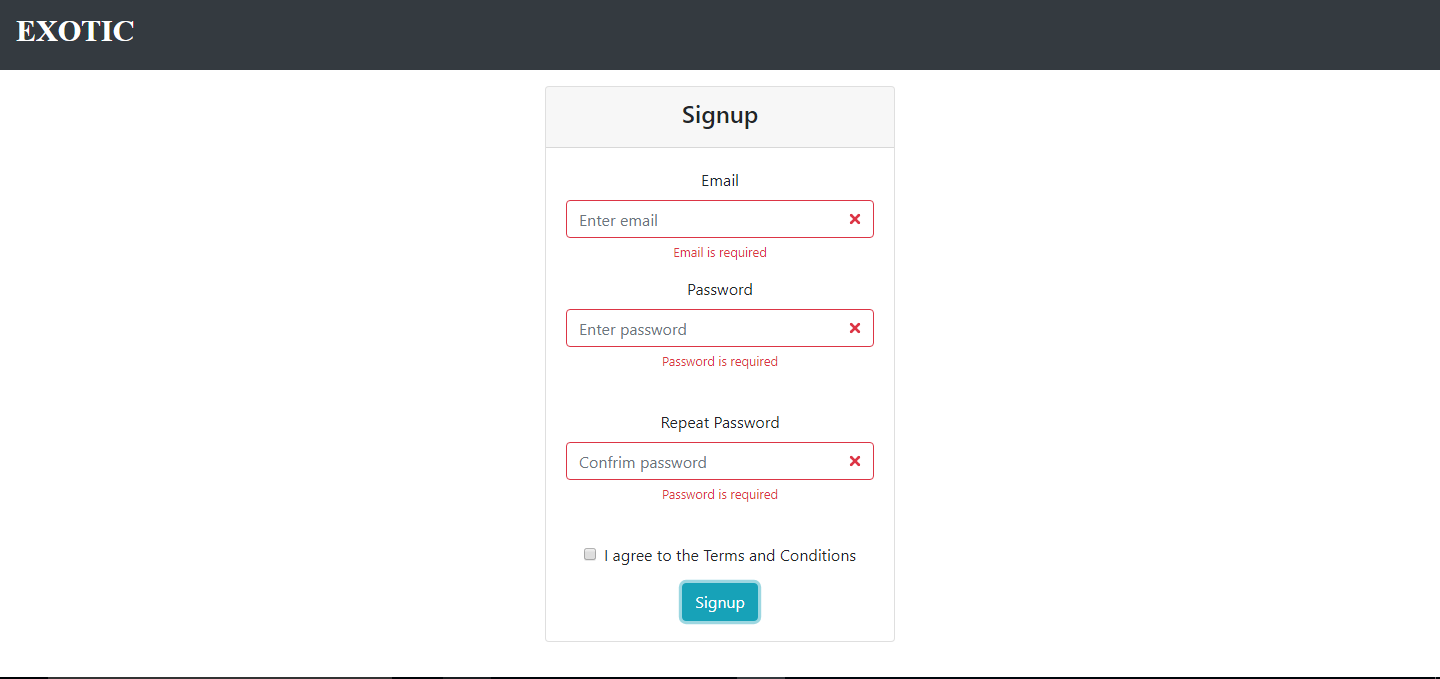 EXOTIC
Signup
Email
Enter email
Email is required
Password
Enter password
Password is required
Repeat Password
Confrim password
Password is required
I agree to the Terms and Conditions
Signup